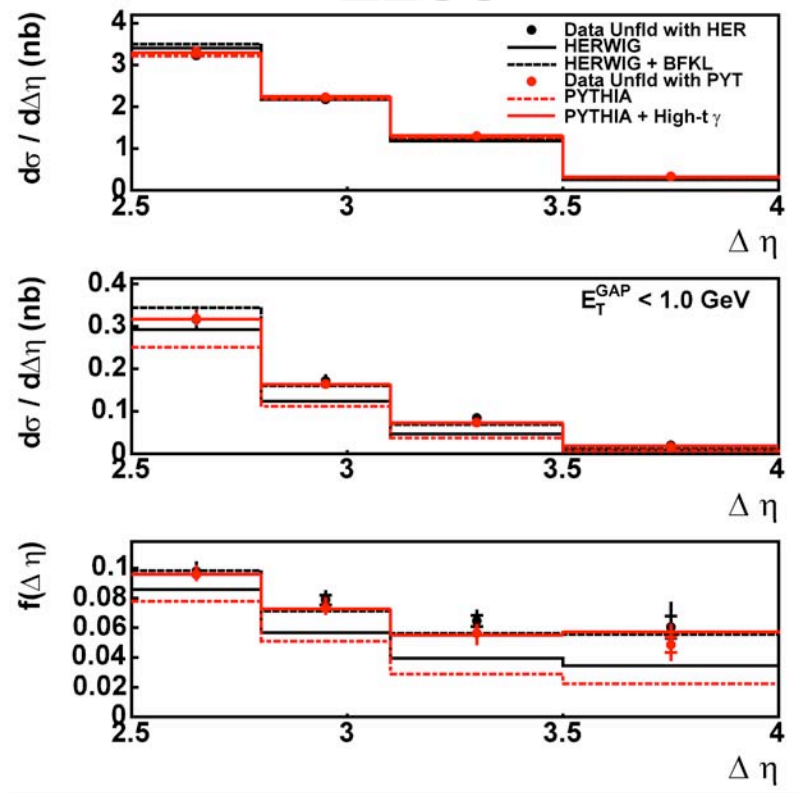 dσ / dΔη (nb)
4
3
2
1
0
Data Unfld with HER
HERWIG
HERWIG + BFKL
Data Unfld with PYT
PYTHIA
PYTHIA + High-t γ
2.5 3 3.5 4
Δ η
dσ / dΔη (nb)
0.4
0.3
0.2
0.1
0
E_T^GAP < 1.0 GeV
2.5 3 3.5 4
Δ η
f(Δ η)
0.1
0.08
0.06
0.04
0.02
0
2.5 3 3.5 4
Δ η